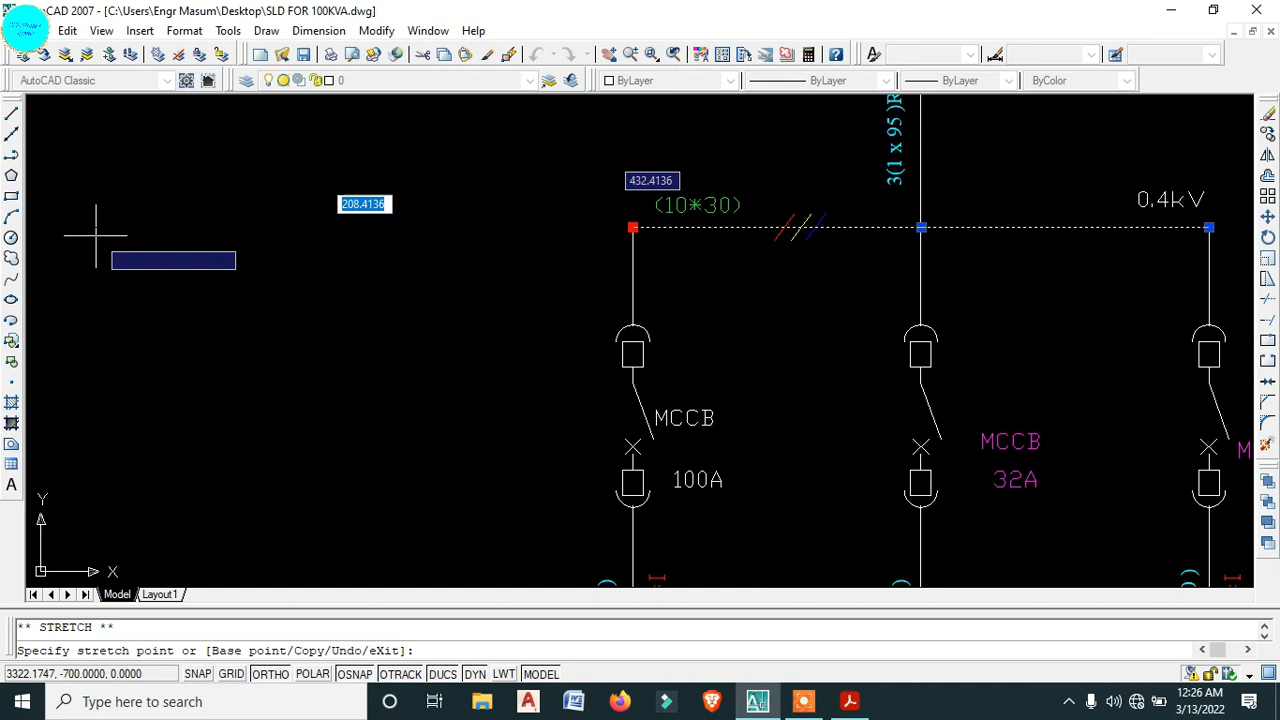 CAD 2007 - [C:\Users\Engr Masum\Desktop\SLD FOR 100KVA.dwg]
Edit View Insert Format Tools Draw Dimension Modify Window Help
AutoCAD Classic
0
ByLayer
ByLayer
ByLayer
ByColor
3(1 x 95 )R
432.4136
208.4136
(10*30)
0.4kV
MCCB
100A
MCCB
32A
M
Y
X
A
Model
Layout1
** STRETCH **
Specify stretch point or [Base point/Copy/Undo/eXit]:
3322.1747, -700.0000, 0.0000
SNAP GRID ORTHO POLAR OSNAP OTRACK DUCS DYN LWT MODEL
Type here to search
12:26 AM
3/13/2022